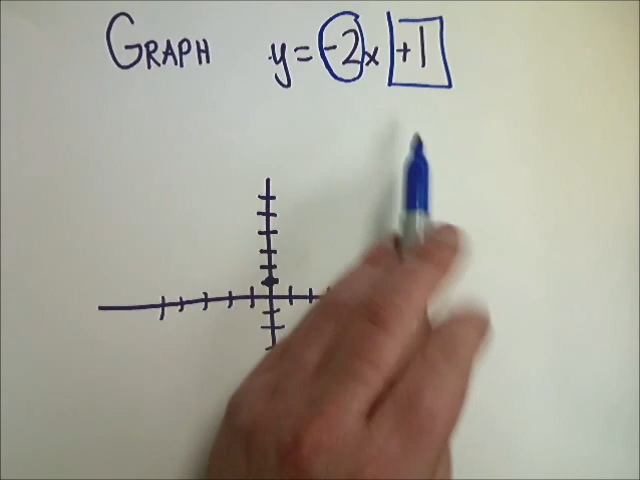 GRAPH y = -2x +1